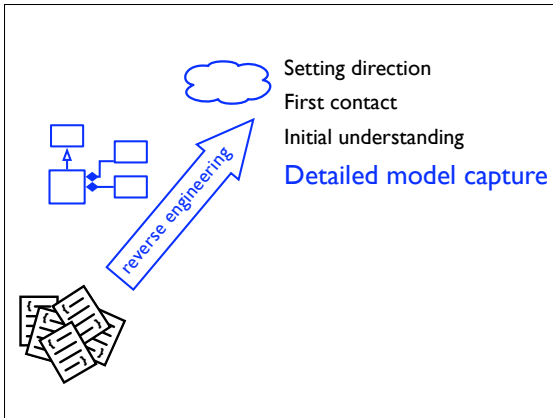 Setting direction
First contact
Initial understanding
Detailed model capture
reverse engineering